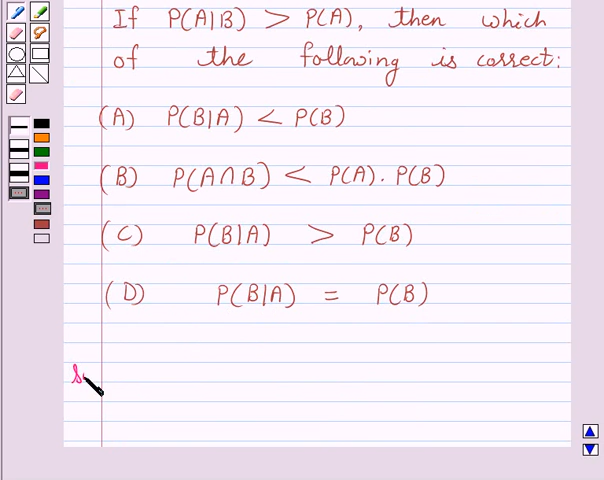 If P(A|B) > P(A), then which
of the following is correct:
(A) P(B|A) < P(B)
(B) P(A∩B) < P(A). P(B)
(C) P(B|A) > P(B)
(D) P(B|A) = P(B)